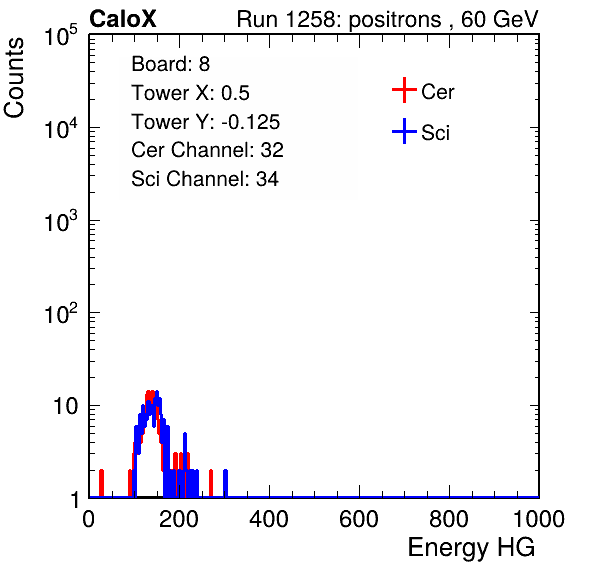 CaloX Run 1258: positrons , 60 GeV
Counts
10^5
10^4
10^3
10^2
10
1
Board: 8
Tower X: 0.5
Tower Y: -0.125
Cer Channel: 32
Sci Channel: 34
Cer
Sci
0 200 400 600 800 1000
Energy HG